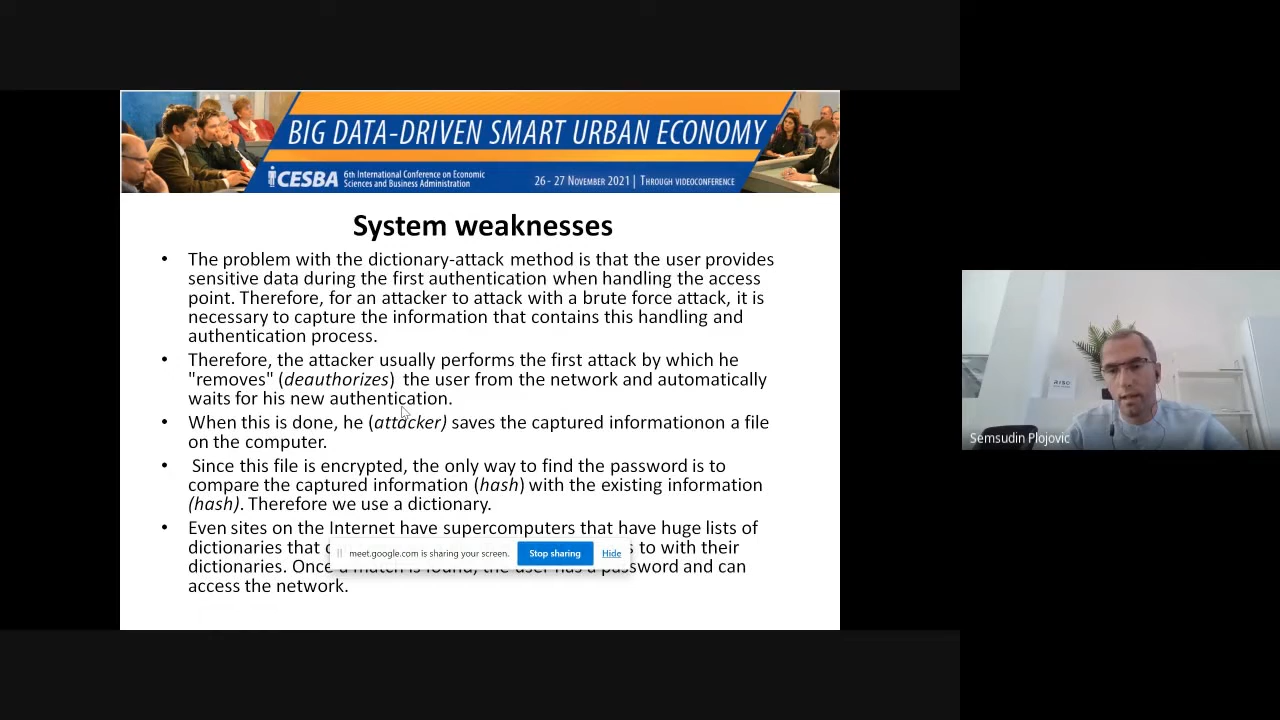 BIG DATA-DRIVEN SMART URBAN ECONOMY
iCESBA 6th International Conference on Economic
Sciences and Business Administration
26 - 27 NOVEMBER 2021 | THROUGH VIDEOCONFERENCE
System weaknesses
• The problem with the dictionary-attack method is that the user provides
sensitive data during the first authentication when handling the access
point. Therefore, for an attacker to attack with a brute force attack, it is
necessary to capture the information that contains this handling and
authentication process.
• Therefore, the attacker usually performs the first attack by which he
"removes" (deauthorizes) the user from the network and automatically
waits for his new authentication.
• When this is done, he (attacker) saves the captured informationon a file
on the computer.
• Since this file is encrypted, the only way to find the password is to
compare the captured information (hash) with the existing information
(hash). Therefore we use a dictionary.
• Even sites on the Internet have supercomputers that have huge lists of
dictionaries that to with their
meet.google.com is sharing your screen. Stop sharing Hide
dictionaries. Once a match is found, the user has a password and can
access the network.
Semsudin Plojovic